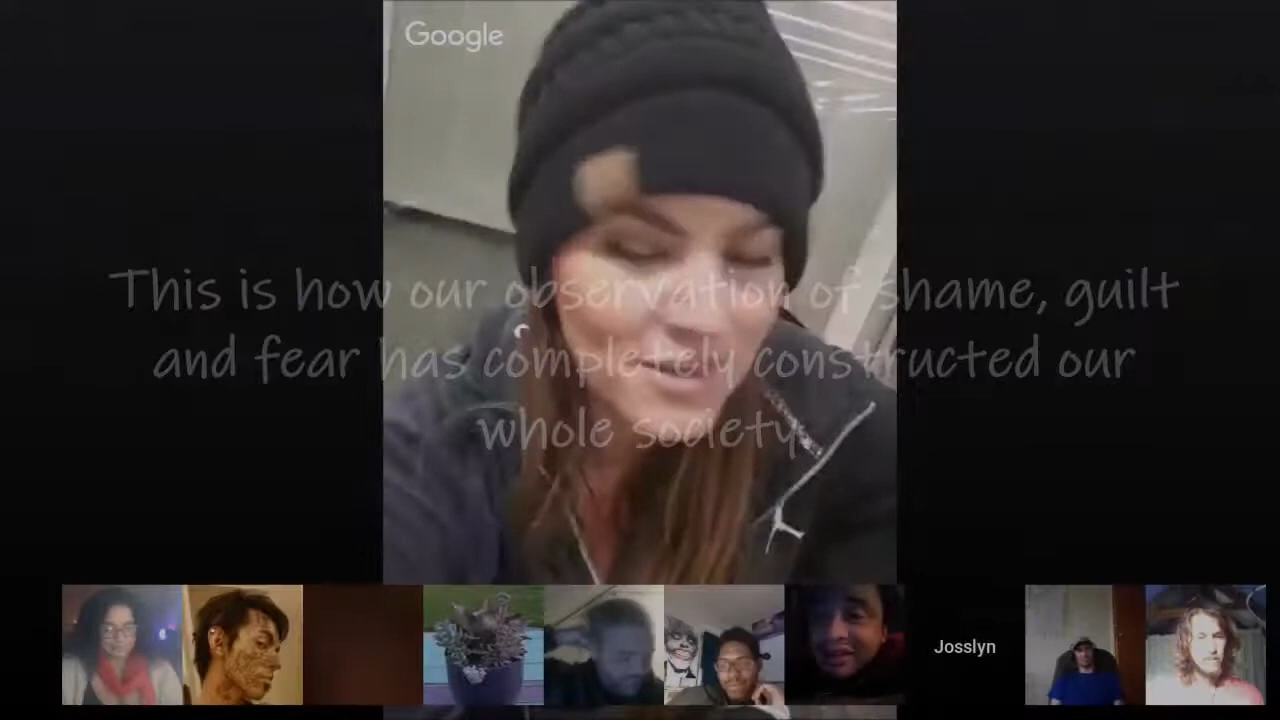 Google
This is how our observation of shame, guilt
and fear has completely constructed our
whole society.
Josslyn